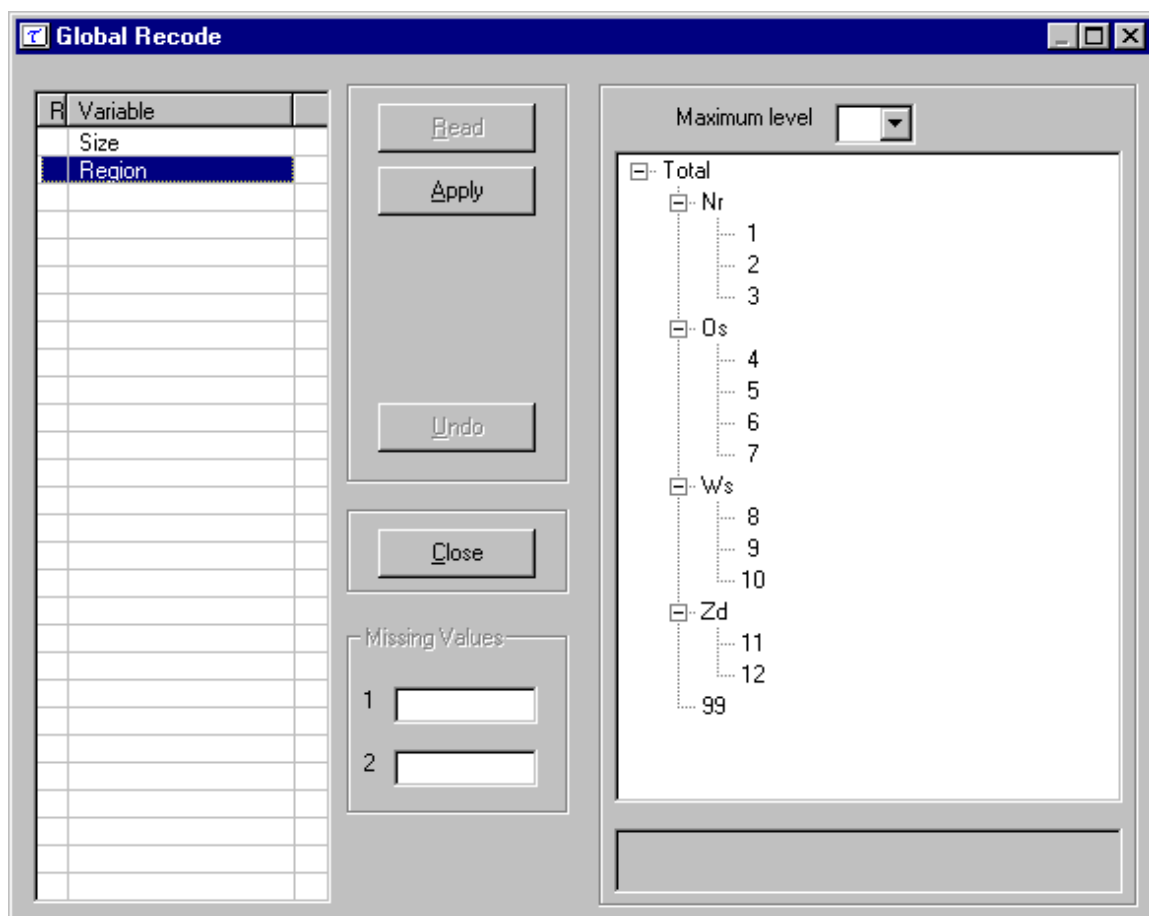 Global Recode
R Variable
Size
Region
Read
Apply
Undo
Close
Missing Values
1
2
Maximum level
Total
Nr
1
2
3
Os
4
5
6
7
Ws
8
9
10
Zd
11
12
99